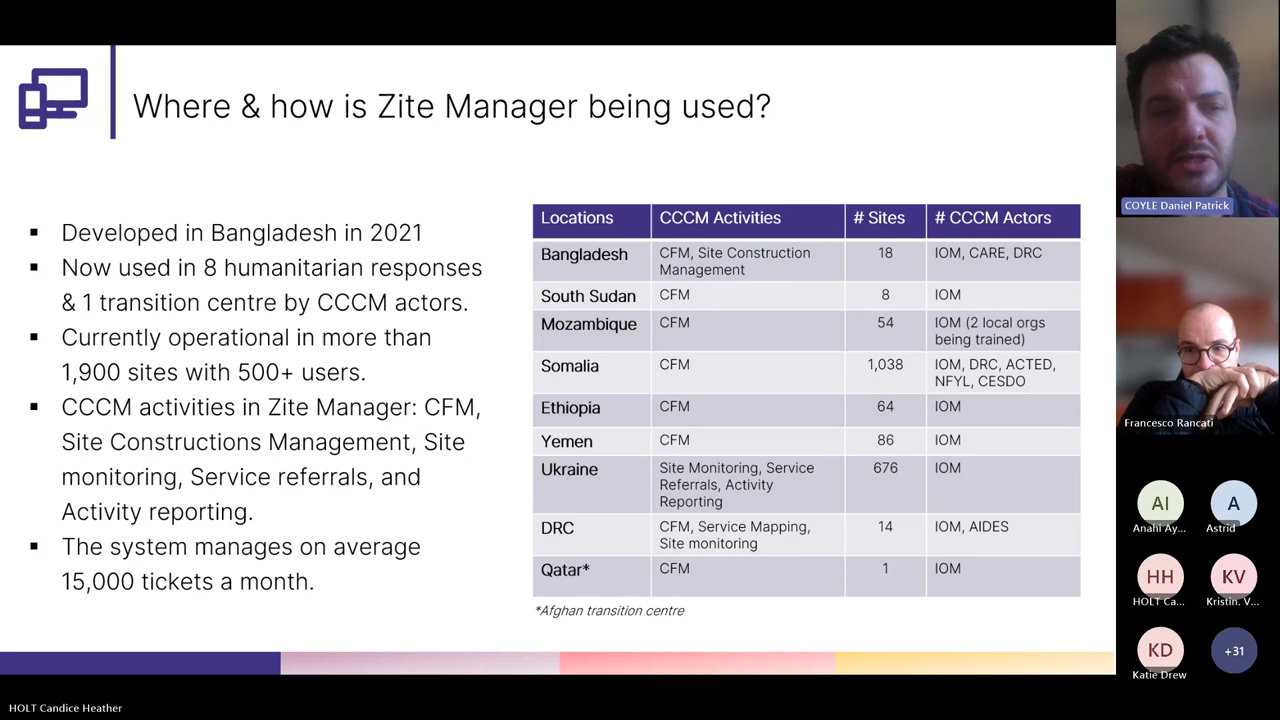 Where & how is Zite Manager being used?
▪ Developed in Bangladesh in 2021
▪ Now used in 8 humanitarian responses
& 1 transition centre by CCCM actors.
▪ Currently operational in more than
1,900 sites with 500+ users.
▪ CCCM activities in Zite Manager: CFM,
Site Constructions Management, Site
monitoring, Service referrals, and
Activity reporting.
▪ The system manages on average
15,000 tickets a month.
Locations CCCM Activities # Sites # CCCM Actors
Bangladesh CFM, Site Construction 18 IOM, CARE, DRC
Management
South Sudan CFM 8 IOM
Mozambique CFM 54 IOM (2 local orgs
being trained)
Somalia CFM 1,038 IOM, DRC, ACTED,
NFYL, CESDO
Ethiopia CFM 64 IOM
Yemen CFM 86 IOM
Ukraine Site Monitoring, Service 676 IOM
Referrals, Activity
Reporting
DRC CFM, Service Mapping, 14 IOM, AIDES
Site monitoring
Qatar* CFM 1 IOM
*Afghan transition centre
COYLE Daniel Patrick
Francesco Rancati
AI A
Anahi Ay... Astrid
HH KV
HOLT Ca... Kristin. V...
KD +31
Katie Drew
HOLT Candice Heather